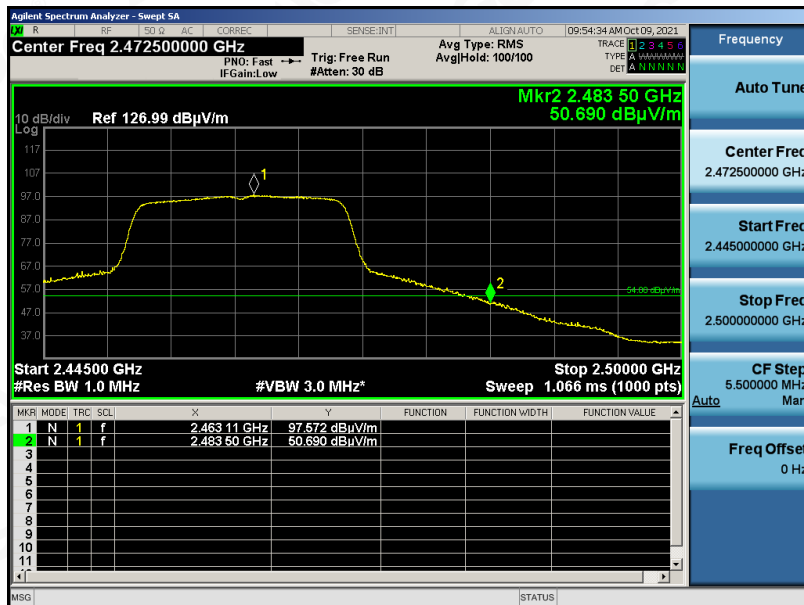 Agilent Spectrum Analyzer - Swept SA
LXI R RF 50 Ω AC CORREC SENSE:INT ALIGN AUTO 09:54:34 AM Oct 09, 2021
Center Freq 2.472500000 GHz
PNO: Fast
IFGain:Low
Trig: Free Run
#Atten: 30 dB
Avg Type: RMS
Avg|Hold: 100/100
TRACE 1 2 3 4 5 6
TYPE A WWWWW
DET A N N N N N
Mkr2 2.483 50 GHz
50.690 dBµV/m
10 dB/div Ref 126.99 dBµV/m
Log
117
107
97.0
87.0
77.0
67.0
57.0
47.0
37.0
1
2
54.00 dBµV/m
Start 2.44500 GHz Stop 2.50000 GHz
#Res BW 1.0 MHz #VBW 3.0 MHz* Sweep 1.066 ms (1000 pts)
MKR MODE TRC SCL X Y FUNCTION FUNCTION WIDTH FUNCTION VALUE
1 N 1 f 2.463 11 GHz 97.572 dBµV/m
2 N 1 f 2.483 50 GHz 50.690 dBµV/m
3
4
5
6
7
8
9
10
11
MSG STATUS
Frequency
Auto Tune
Center Freq
2.472500000 GHz
Start Freq
2.445000000 GHz
Stop Freq
2.500000000 GHz
CF Step
5.500000 MHz
Auto Man
Freq Offset
0 Hz